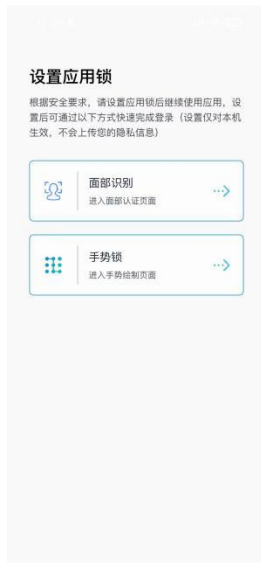 设置应用锁
根据安全要求，请设置应用锁后继续使用应用，设
置后可通过以下方式快速完成登录（设置仅对本机
生效，不会上传您的隐私信息）
面部识别
进入面部认证页面
手势锁
进入手势绘制页面